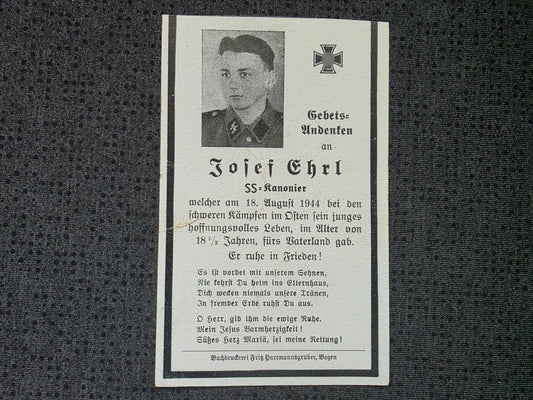 Gebets=
Andenken
an
Josef Ehrl
SS=Kanonier
welcher am 18. August 1944 bei den
schweren Kämpfen im Osten sein junges
hoffnungsvolles Leben, im Alter von
18 1/2 Jahren, fürs Vaterland gab.
Er ruhe in Frieden!
Es ist vorbei mit unserem Sehnen,
Nie kehrst Du heim ins Elternhaus,
Dich wecken niemals unsere Tränen,
In fremder Erde ruhst Du aus.
O Herr, gib ihm die ewige Ruhe.
Mein Jesus Barmherzigkeit!
Süßes Herz Mariä, sei meine Rettung!
Buchdruckerei Fritz Hartmannsgruber, Bogen